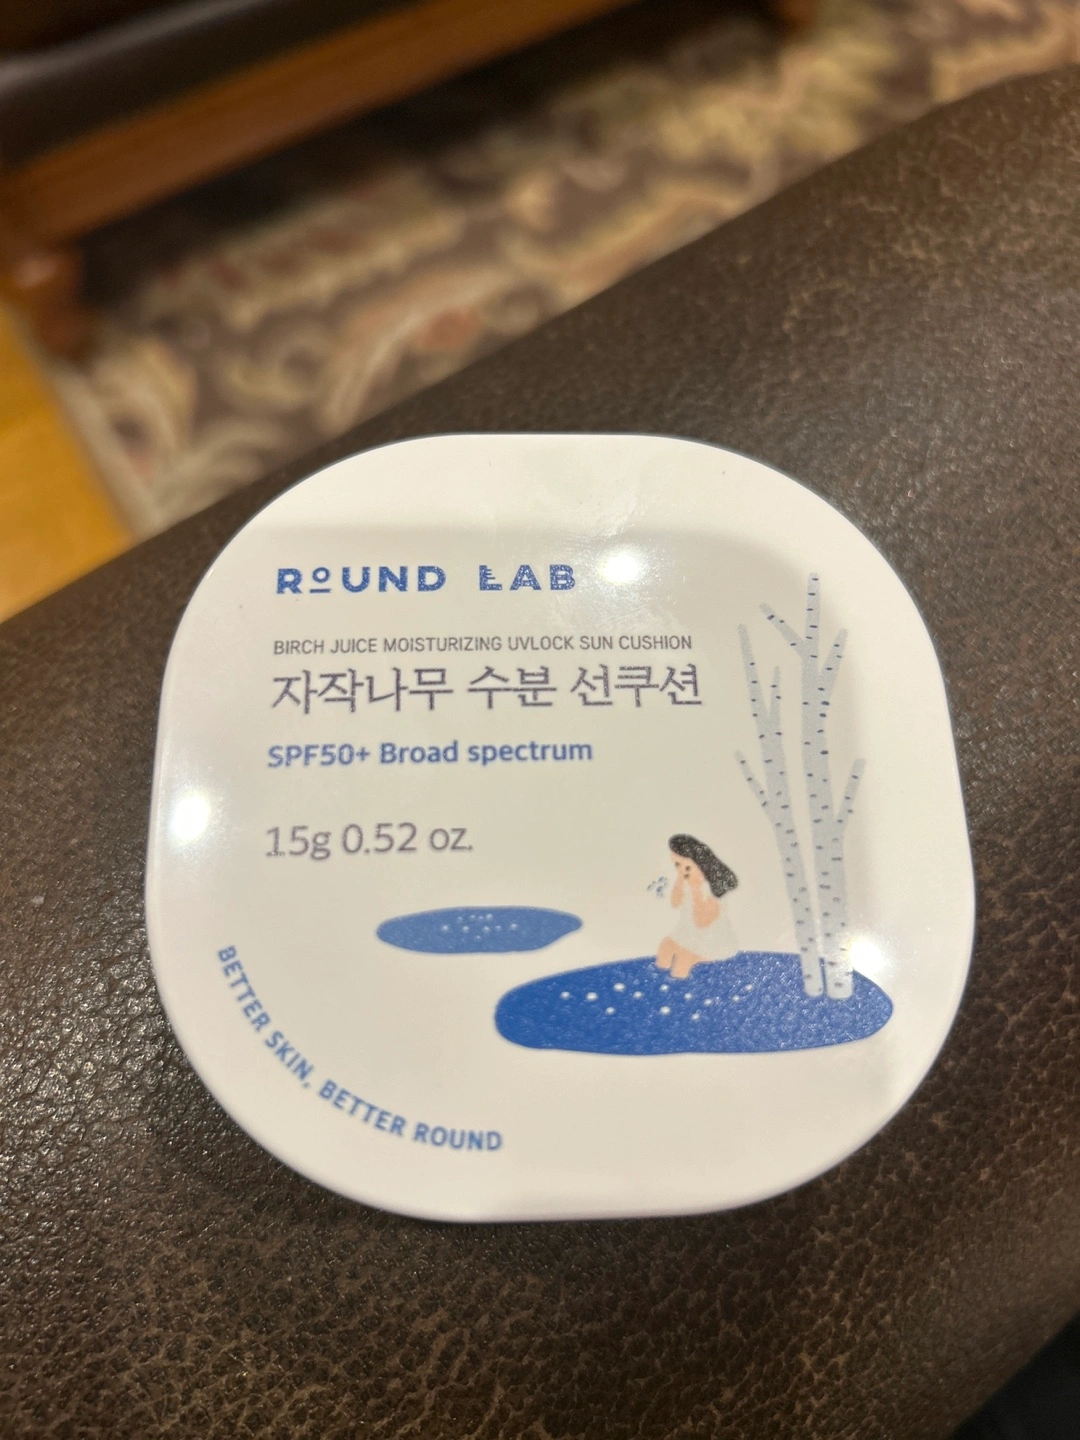 ROUND LAB
BIRCH JUICE MOISTURIZING UVLOCK SUN CUSHION
자작나무 수분 선쿠션
SPF50+ Broad spectrum
15g 0.52 oz.
BETTER SKIN, BETTER ROUND